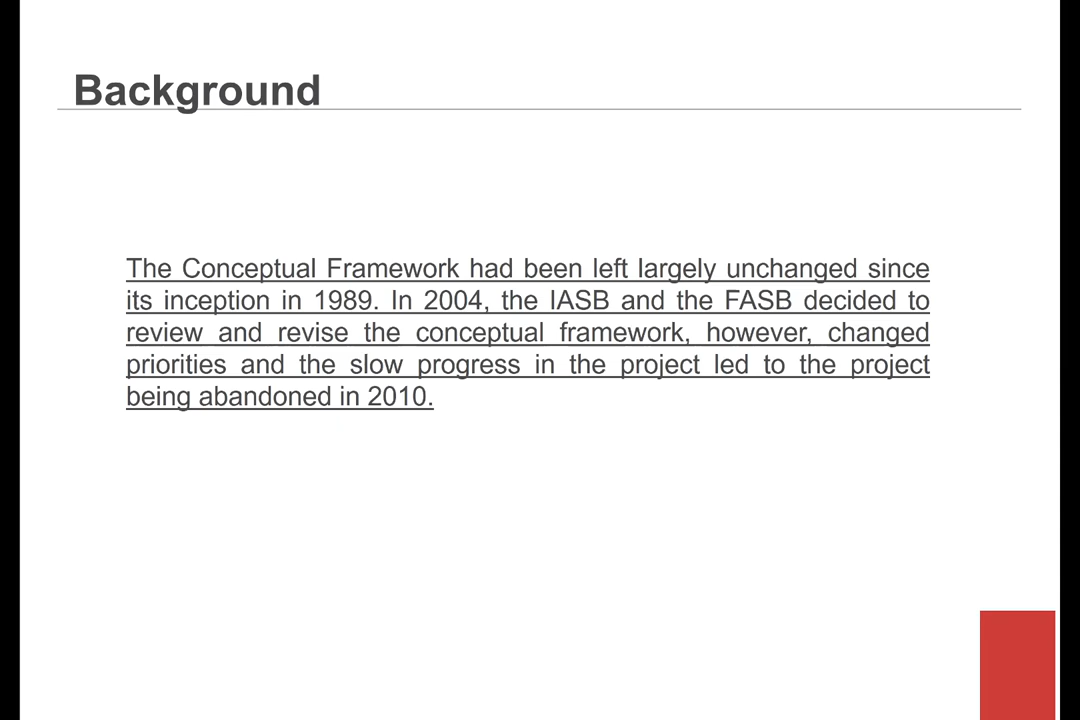 Background
The Conceptual Framework had been left largely unchanged since
its inception in 1989. In 2004, the IASB and the FASB decided to
review and revise the conceptual framework, however, changed
priorities and the slow progress in the project led to the project
being abandoned in 2010.